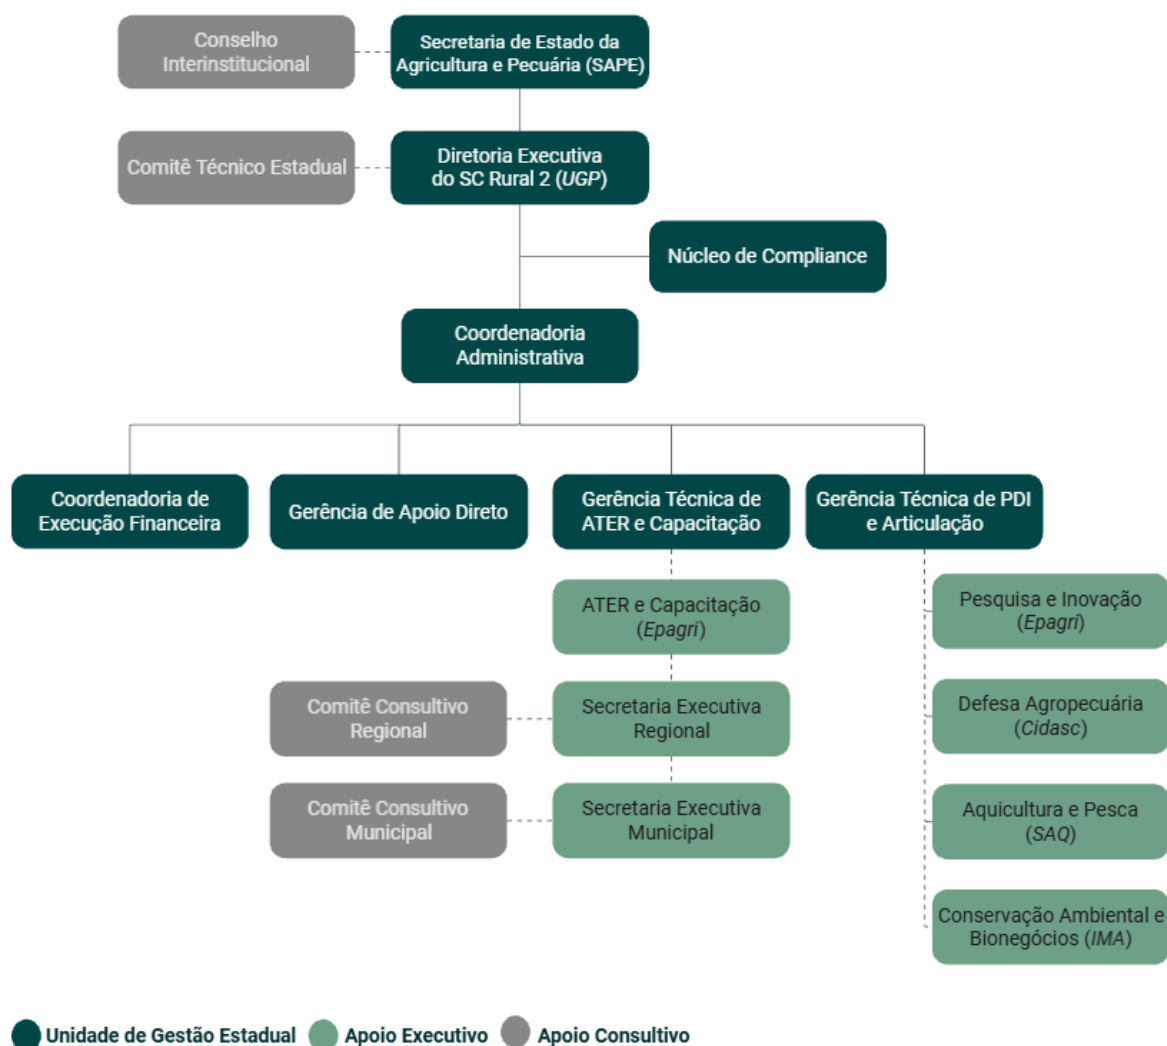 Conselho
Interinstitucional
Secretaria de Estado da
Agricultura e Pecuária (SAPE)
Comitê Técnico Estadual
Diretoria Executiva
do SC Rural 2 (UGP)
Núcleo de Compliance
Coordenadoria
Administrativa
Coordenadoria de
Execução Financeira
Gerência de Apoio Direto
Gerência Técnica de
ATER e Capacitação
Gerência Técnica de PDI
e Articulação
ATER e Capacitação
(Epagri)
Pesquisa e Inovação
(Epagri)
Comitê Consultivo
Regional
Secretaria Executiva
Regional
Defesa Agropecuária
(Cidasc)
Comitê Consultivo
Municipal
Secretaria Executiva
Municipal
Aquicultura e Pesca
(SAQ)
Conservação Ambiental e
Bionegócios (IMA)
Unidade de Gestão Estadual
Apoio Executivo
Apoio Consultivo